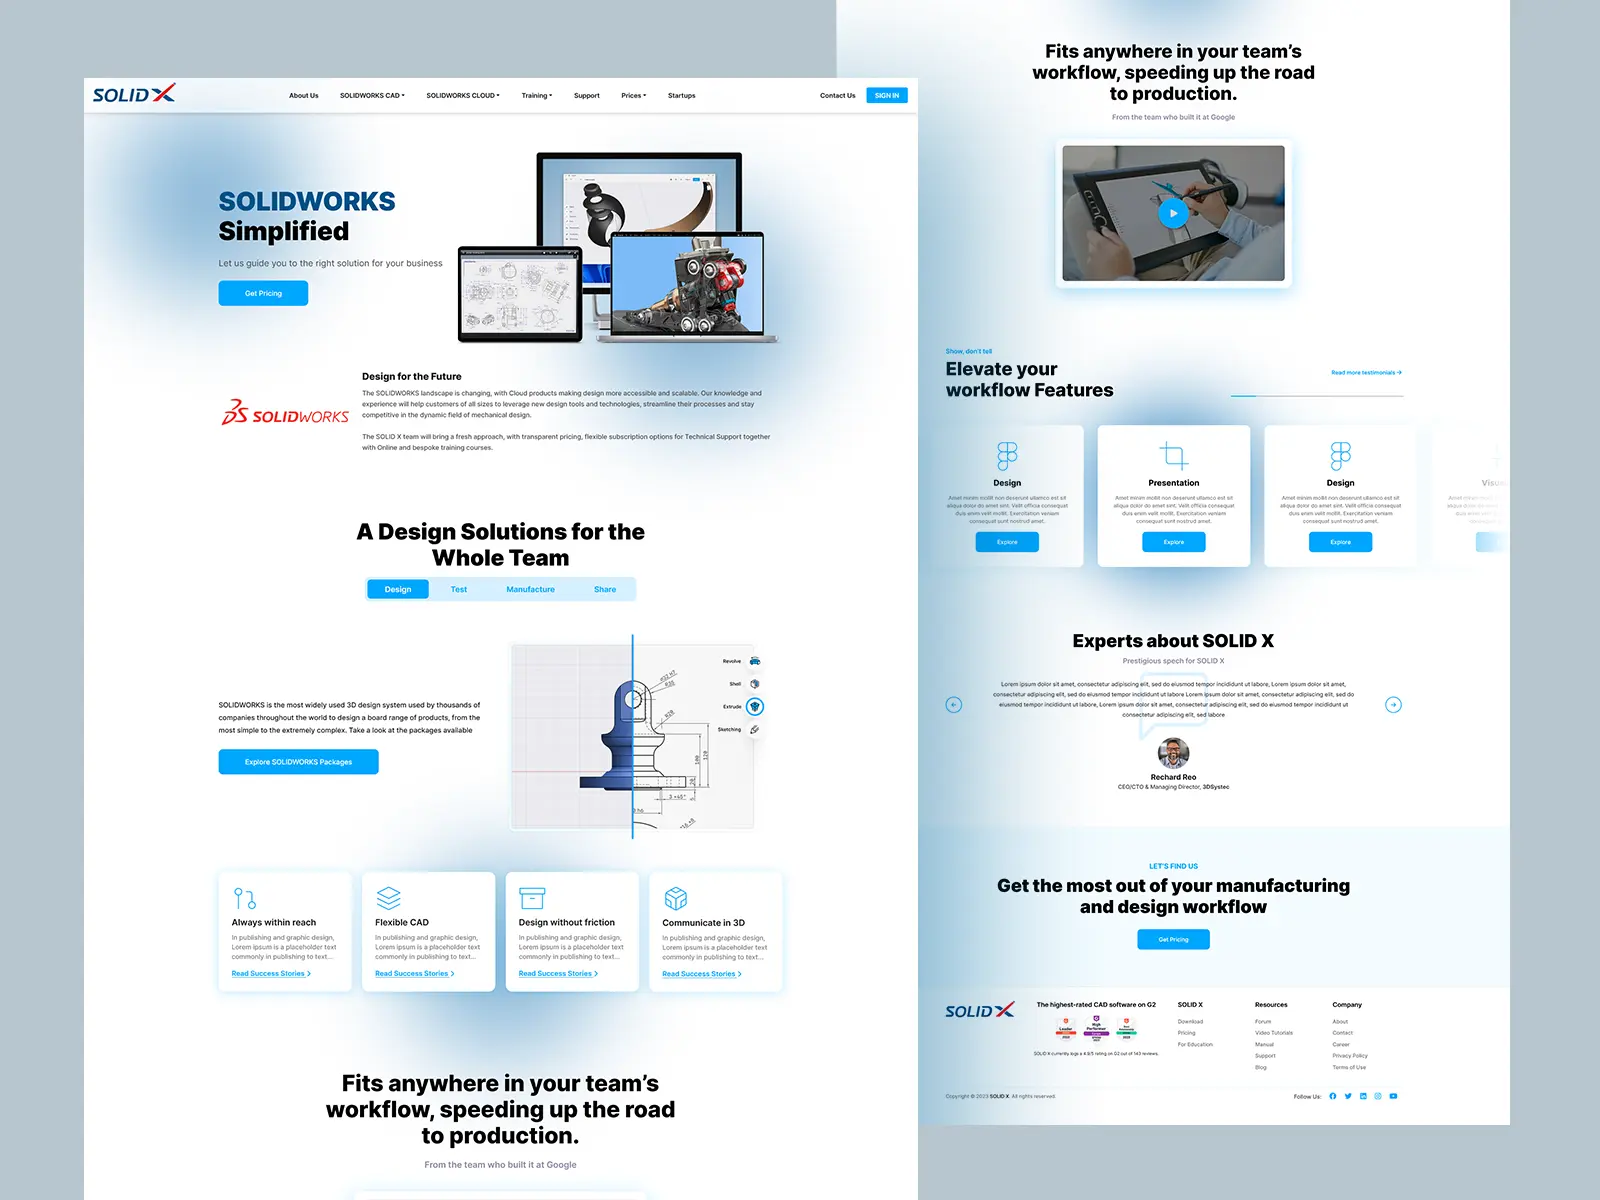 SOLID X
About Us
SOLIDWORKS CAD
SOLIDWORKS CLOUD
Training
Support
Prices
Startups
Contact Us
SIGN IN
SOLIDWORKS
Simplified
Let us guide you to the right solution for your business
Get Pricing
SOLIDWORKS
Design for the Future
The SOLIDWORKS landscape is changing, with Cloud products making design more accessible and scalable. Our knowledge and
experience will help customers of all sizes to leverage new design tools and technologies, streamline their processes and stay
competitive in the dynamic field of mechanical design.
The SOLID X team will bring a fresh approach, with transparent pricing, flexible subscription options for Technical Support together
with Online and bespoke training courses.
A Design Solutions for the
Whole Team
Design
Test
Manufacture
Share
SOLIDWORKS is the most widely used 3D design system used by thousands of
companies throughout the world to design a board range of products, from the
most simple to the extremely complex. Take a look at the packages available
Explore SOLIDWORKS Packages
Revolve
Shell
Extrude
Sketching
Always within reach
In publishing and graphic design,
Lorem ipsum is a placeholder text
commonly in publishing to text...
Read Success Stories
Flexible CAD
In publishing and graphic design,
Lorem ipsum is a placeholder text
commonly in publishing to text...
Read Success Stories
Design without friction
In publishing and graphic design,
Lorem ipsum is a placeholder text
commonly in publishing to text...
Read Success Stories
Communicate in 3D
In publishing and graphic design,
Lorem ipsum is a placeholder text
commonly in publishing to text...
Read Success Stories
Fits anywhere in your team's
workflow, speeding up the road
to production.
From the team who built it at Google
Fits anywhere in your team's
workflow, speeding up the road
to production.
From the team who built it at Google
Show, don't tell
Elevate your
workflow Features
Read more testimonials
Design
Amet minim mollit non deserunt ullamco est sit
aliqua dolor do amet sint. Velit officia consequat
duis enim velit mollit. Exercitation veniam
consequat sunt nostrud amet.
Explore
Presentation
Amet minim mollit non deserunt ullamco est sit
aliqua dolor do amet sint. Velit officia consequat
duis enim velit mollit. Exercitation veniam
consequat sunt nostrud amet.
Explore
Design
Amet minim mollit non deserunt ullamco est sit
aliqua dolor do amet sint. Velit officia consequat
duis enim velit mollit. Exercitation veniam
consequat sunt nostrud amet.
Explore
Experts about SOLID X
Prestigious spech for SOLID X
Lorem ipsum dolor sit amet, consectetur adipiscing elit, sed do eiusmod tempor incididunt ut labore, Lorem ipsum dolor sit amet,
consectetur adipiscing elit, sed do eiusmod tempor incididunt ut labore Lorem ipsum dolor sit amet, consectetur adipiscing elit, sed do
eiusmod tempor incididunt ut labore, Lorem ipsum dolor sit amet, consectetur adipiscing elit, sed do eiusmod tempor incididunt ut
consectetur adipiscing elit, sed labore
Rechard Reo
CEO/CTO & Managing Director, 3DSystec
LET'S FIND US
Get the most out of your manufacturing
and design workflow
Get Pricing
SOLID X
The highest-rated CAD software on G2
Leader
High
Performer
SOLID X currently logs a 4.9/5 rating on G2 out of 140 reviews.
SOLID X
Download
Pricing
For Education
Resources
Forum
Video Tutorials
Manual
Support
Blog
Company
About
Contact
Career
Privacy Policy
Terms of Use
Copyright © 2023 SOLID X. All rights reserved.
Follow Us: